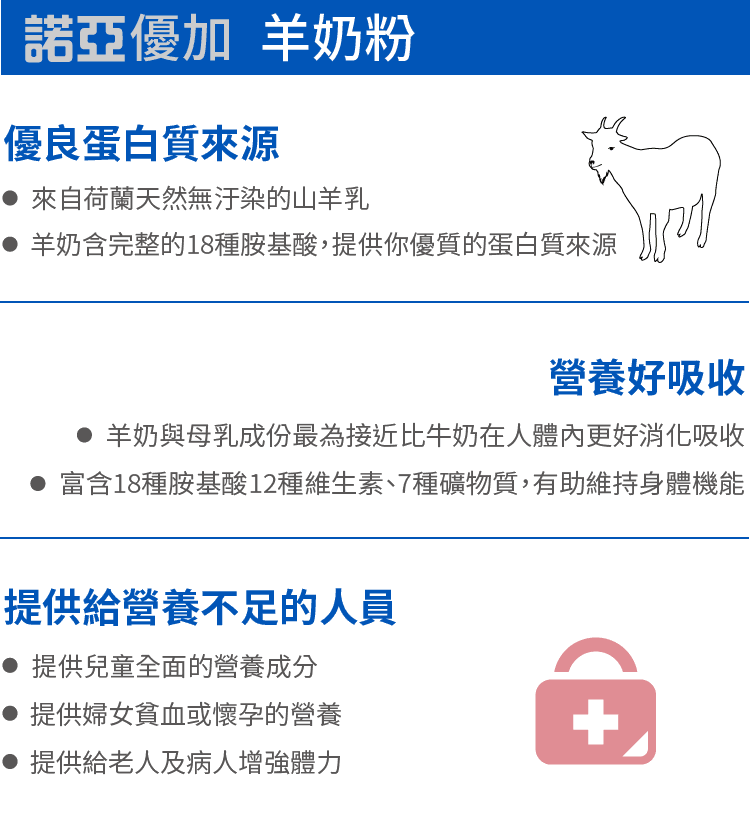 諾亞優加 羊奶粉
優良蛋白質來源
● 來自荷蘭天然無汙染的山羊乳
● 羊奶含完整的18種胺基酸，提供你優質的蛋白質來源
營養好吸收
● 羊奶與母乳成份最為接近比牛奶在人體內更好消化吸收
● 富含18種胺基酸12種維生素、7種礦物質，有助維持身體機能
提供給營養不足的人員
● 提供兒童全面的營養成分
● 提供婦女貧血或懷孕的營養
● 提供給老人及病人增強體力